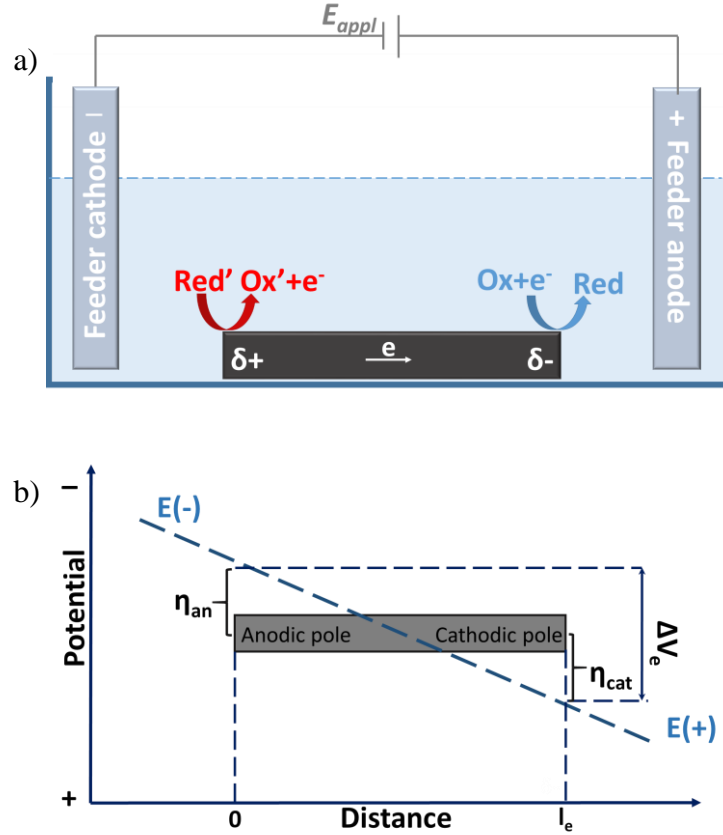 E_appl
a)
Feeder cathode −
+ Feeder anode
Red’ Ox’+e⁻
Ox+e⁻ Red
δ+
e
δ-
b)
−
E(-)
Potential
η_an
Anodic pole
Cathodic pole
ΔV_e
η_cat
E(+)
+
0
Distance
l_e